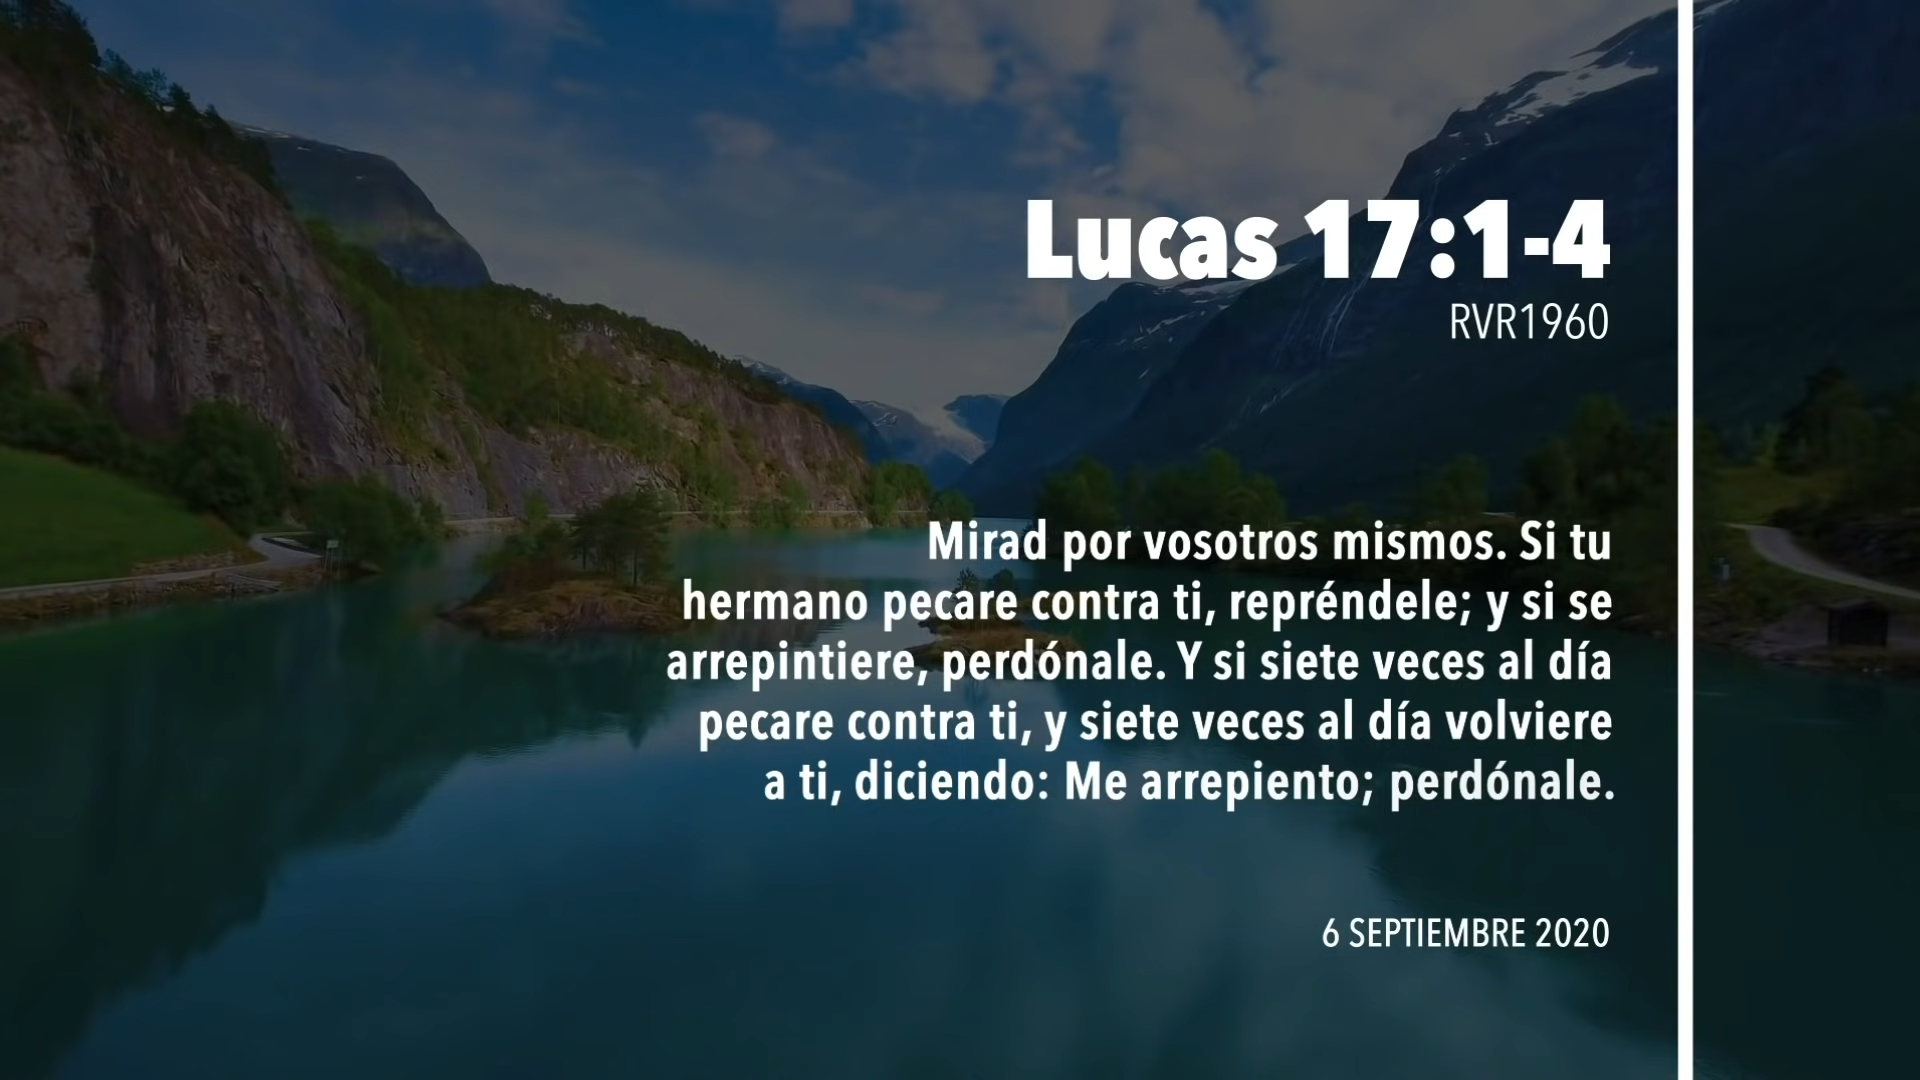 Lucas 17:1-4
RVR1960
Mirad por vosotros mismos. Si tu
hermano pecare contra ti, repréndele; y si se
arrepintiere, perdónale. Y si siete veces al día
pecare contra ti, y siete veces al día volviere
a ti, diciendo: Me arrepiento; perdónale.
6 SEPTIEMBRE 2020